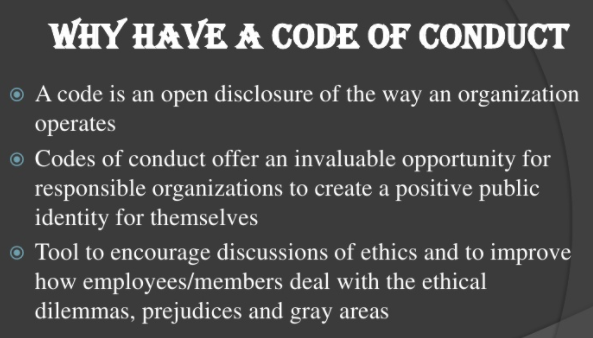 WHY HAVE A CODE OF CONDUCT
A code is an open disclosure of the way an organization
operates
Codes of conduct offer an invaluable opportunity for
responsible organizations to create a positive public
identity for themselves
Tool to encourage discussions of ethics and to improve
how employees/members deal with the ethical
dilemmas, prejudices and gray areas